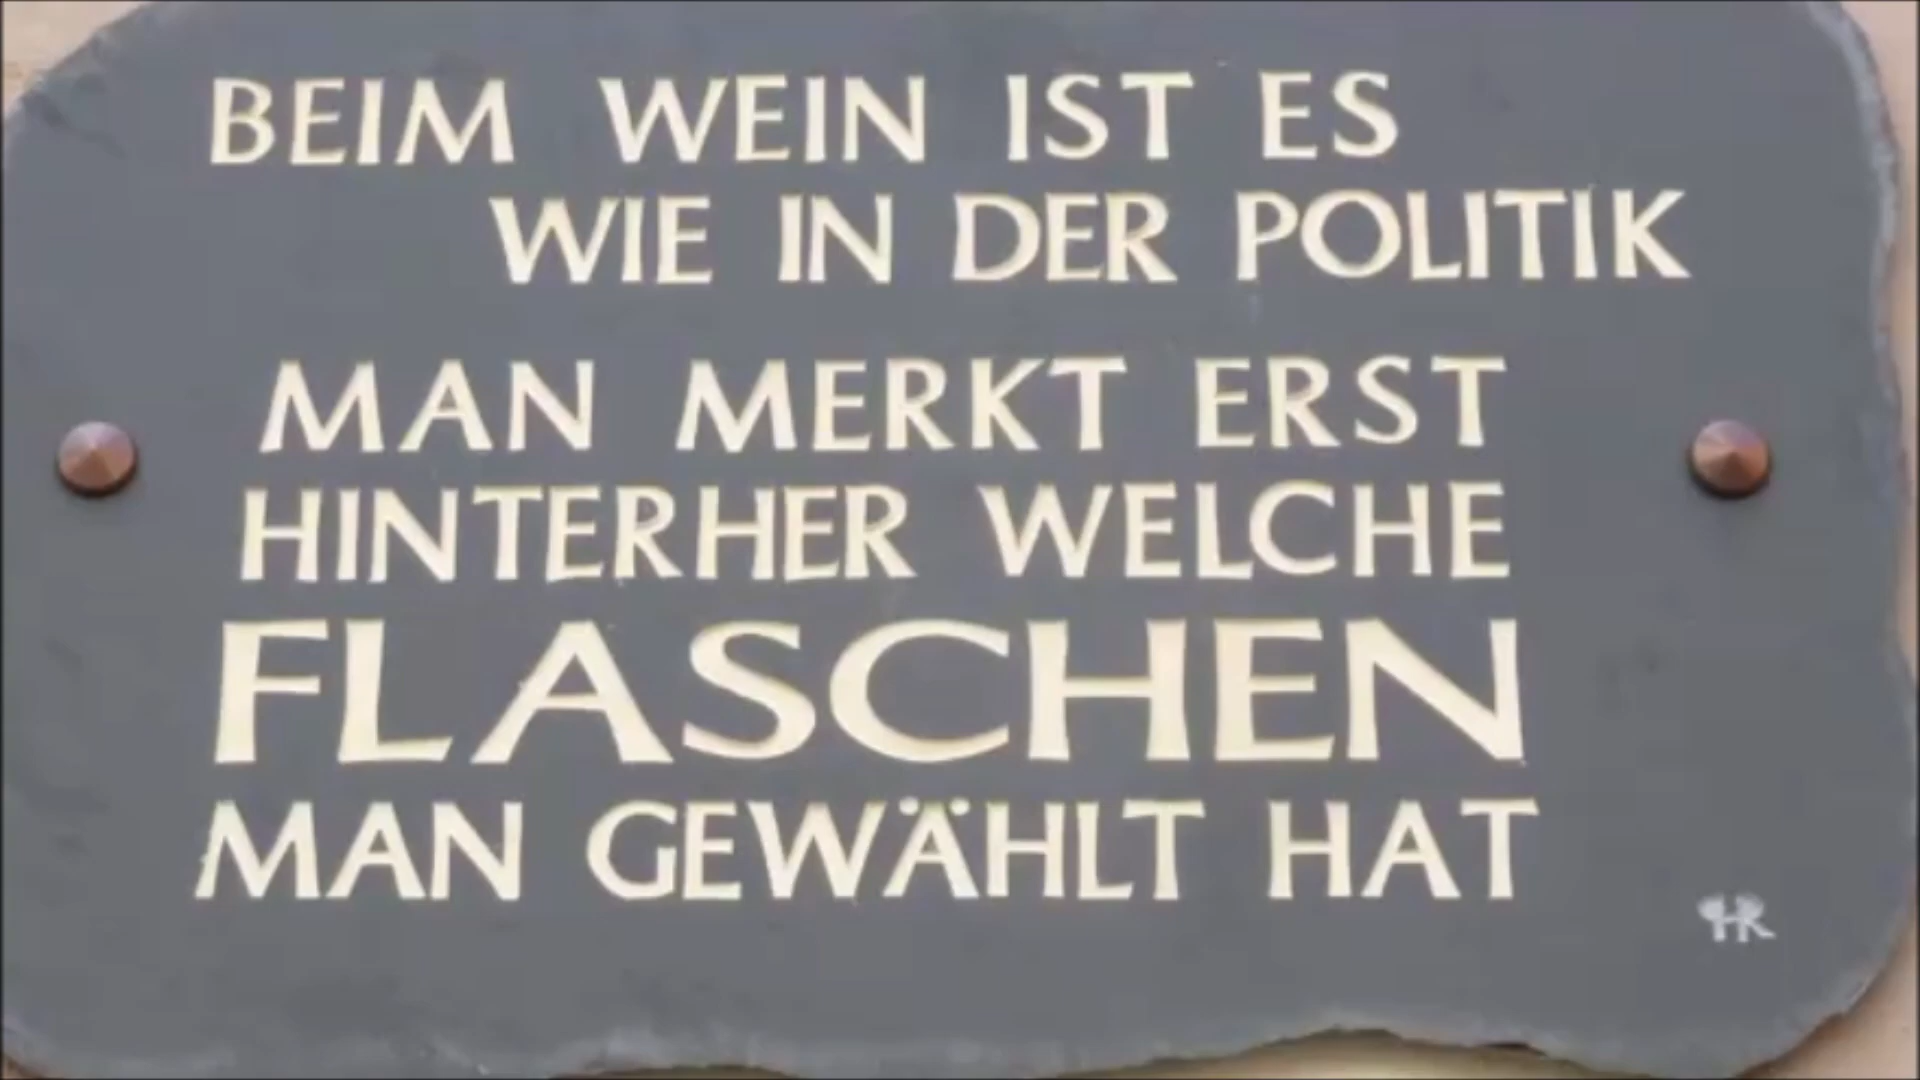 BEIM WEIN IST ES
WIE IN DER POLITIK
MAN MERKT ERST
HINTERHER WELCHE
FLASCHEN
MAN GEWÄHLT HAT